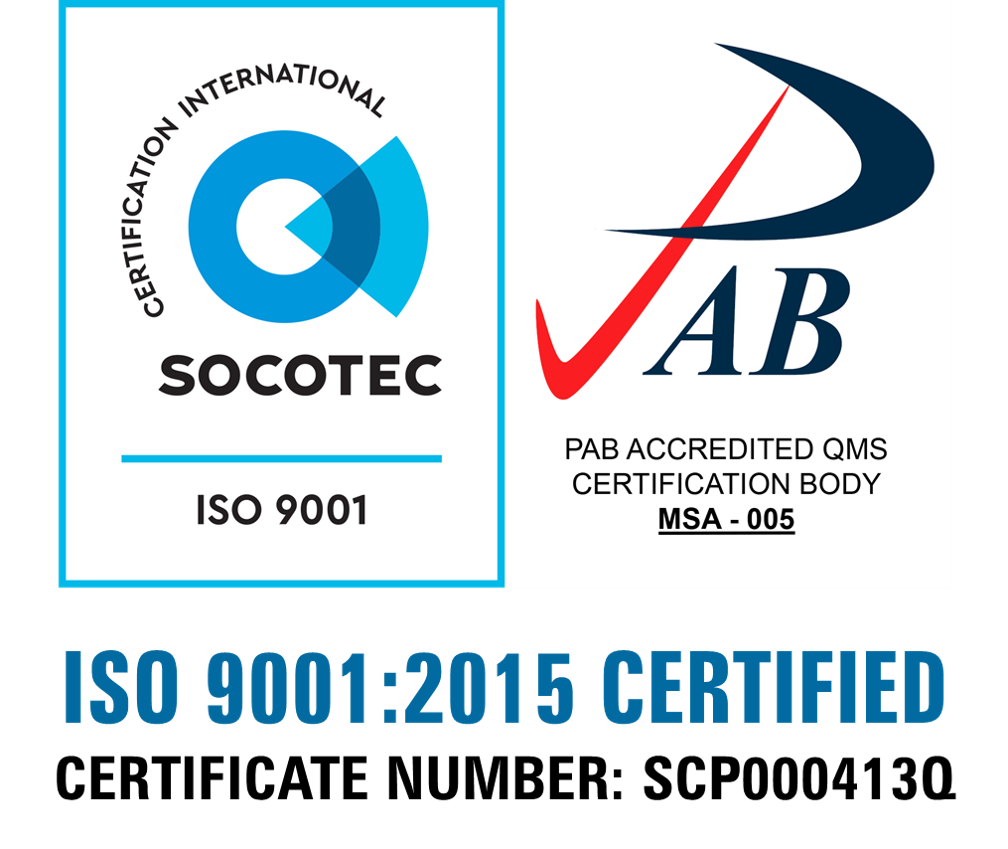 CERTIFICATION INTERNATIONAL
SOCOTEC
ISO 9001
PAB
PAB ACCREDITED QMS
CERTIFICATION BODY
MSA - 005
ISO 9001:2015 CERTIFIED
CERTIFICATE NUMBER: SCP000413Q